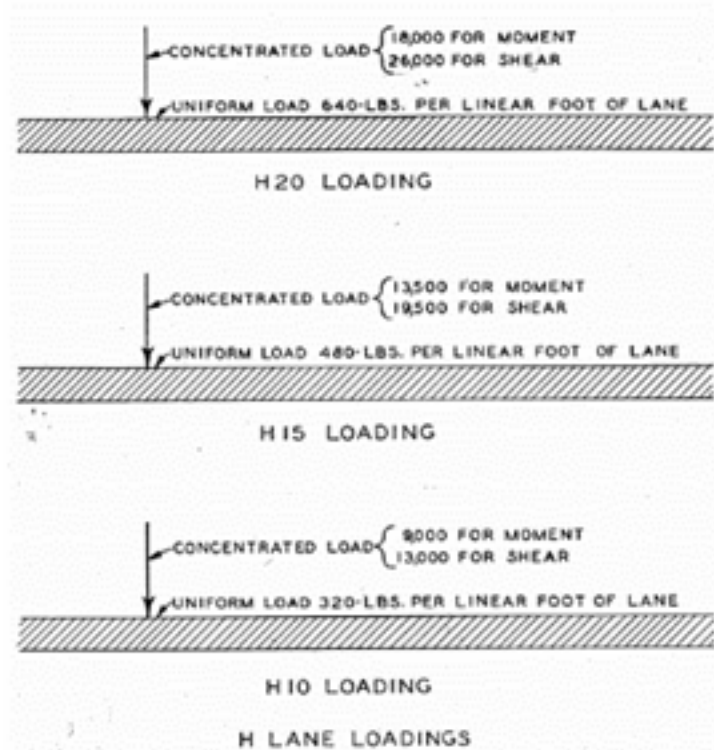 CONCENTRATED LOAD { 18,000 FOR MOMENT
26,000 FOR SHEAR
UNIFORM LOAD 640-LBS. PER LINEAR FOOT OF LANE
H20 LOADING
CONCENTRATED LOAD { 13,500 FOR MOMENT
19,500 FOR SHEAR
UNIFORM LOAD 480-LBS. PER LINEAR FOOT OF LANE
H15 LOADING
CONCENTRATED LOAD { 9,000 FOR MOMENT
13,000 FOR SHEAR
UNIFORM LOAD 320-LBS. PER LINEAR FOOT OF LANE
H10 LOADING
H LANE LOADINGS